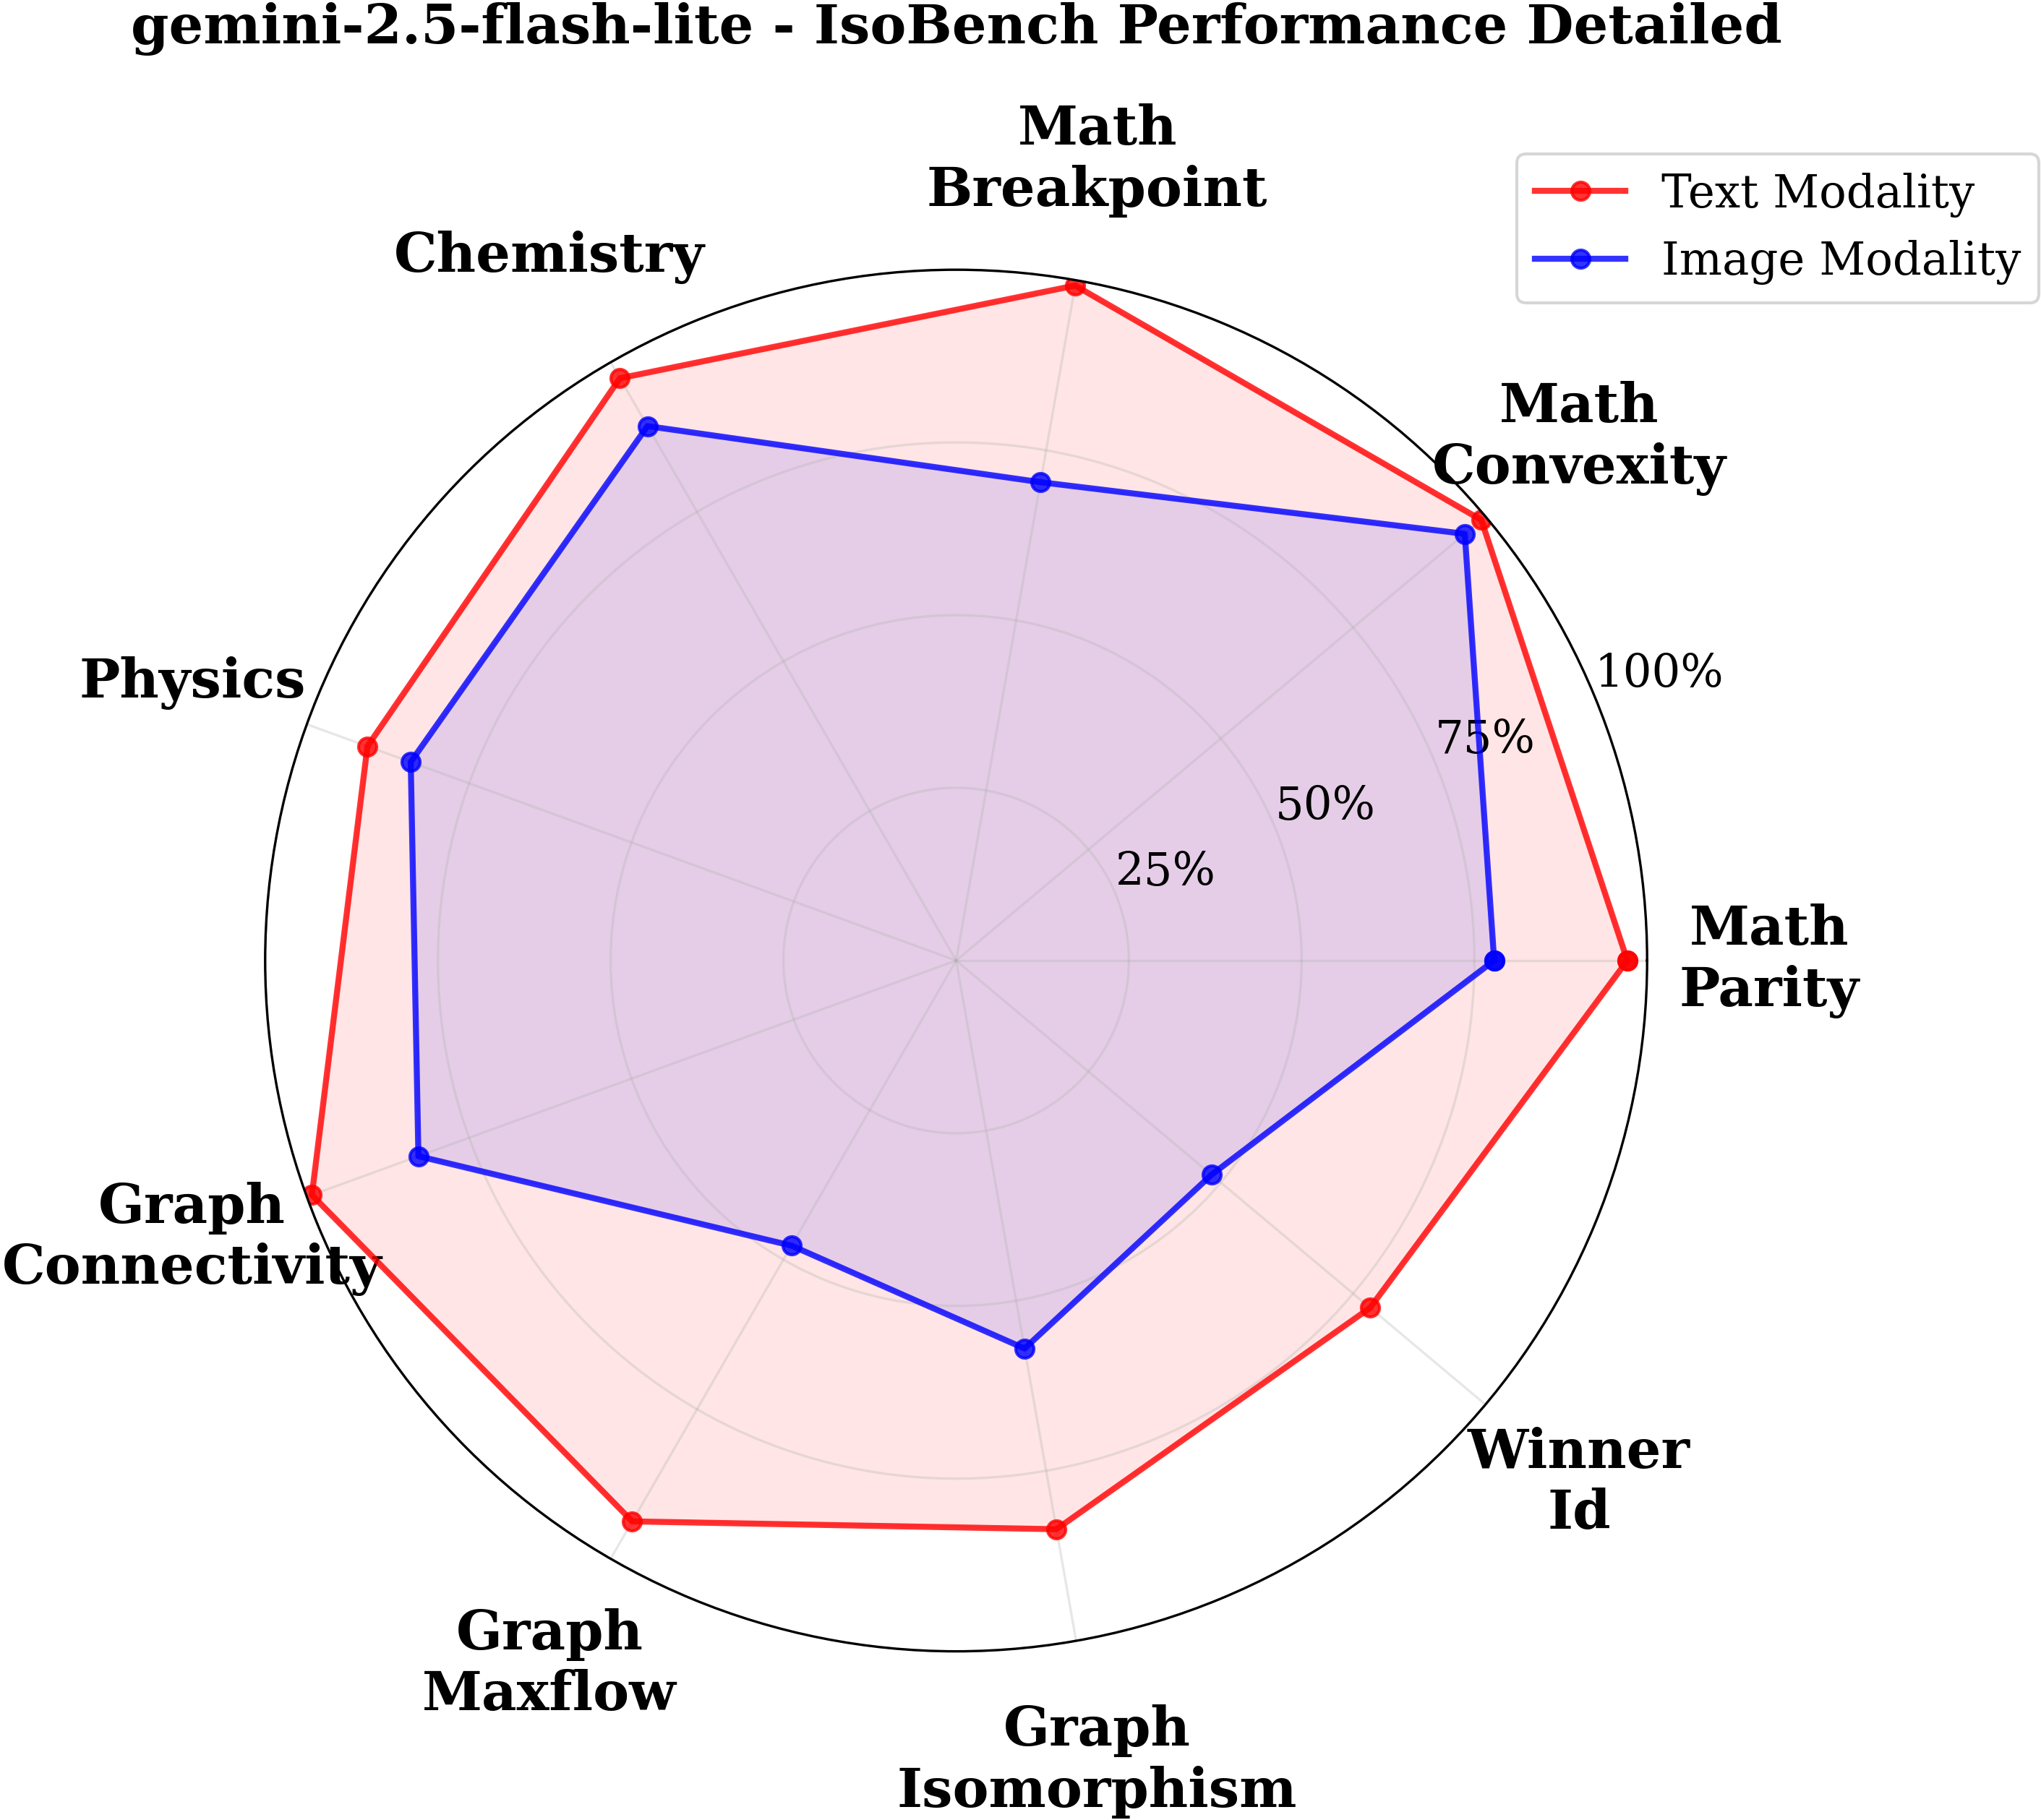 gemini-2.5-flash-lite - IsoBench Performance Detailed
Math
Breakpoint
Text Modality
Image Modality
Chemistry
Math
Convexity
Physics
100%
75%
50%
25%
Math
Parity
Graph
Connectivity
Winner
Id
Graph
Maxflow
Graph
Isomorphism